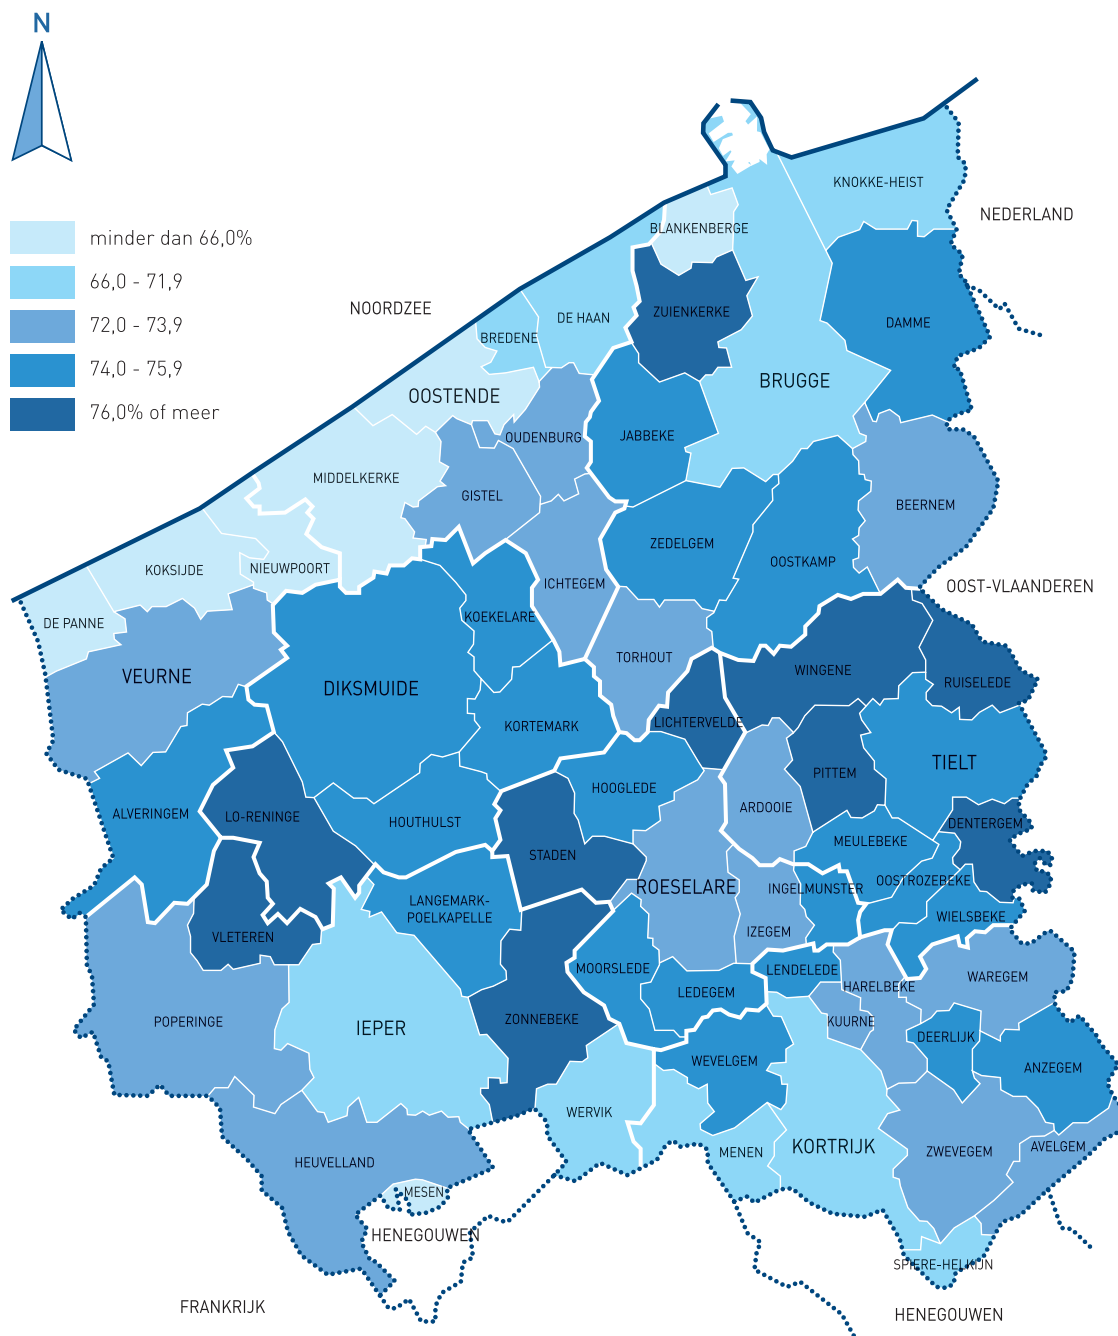 N
KNOKKE-HEIST
NEDERLAND
BLANKENBERGE
minder dan 66,0%
66,0 - 71,9
72,0 - 73,9
74,0 - 75,9
76,0% of meer
NOORDZEE
ZUIENKERKE
DE HAAN
DAMME
BREDENE
BRUGGE
OOSTENDE
OUDENBURG
JABBEKE
MIDDELKERKE
GISTEL
BEERNEM
ZEDELGEM
OOSTKAMP
KOKSIJDE
NIEUWPOORT
ICHTEGEM
OOST-VLAANDEREN
KOEKELARE
DE PANNE
TORHOUT
VEURNE
DIKSMUIDE
WINGENE
RUISELEDE
LICHTERVELDE
KORTEMARK
TIELT
PITTEM
HOOGLEDE
ARDOOIE
ALVERINGEM
LO-RENINGE
HOUTHULST
DENTERGEM
MEULEBEKE
STADEN
ROESELARE
INGELMUNSTER
OOSTROZEBEKE
LANGEMARK-
POELKAPELLE
WIELSBEKE
IZEGEM
VLETEREN
MOORSLEDE
LENDELEDE
WAREGEM
HARELBEKE
LEDEGEM
POPERINGE
IEPER
ZONNEBEKE
KUURNE
DEERLIJK
WEVELGEM
ANZEGEM
WERVIK
KORTRIJK
AVELGEM
MENEN
ZWEVEGEM
HEUVELLAND
MESEN
HENEGOUWEN
SPIERE-HELKIJN
FRANKRIJK
HENEGOUWEN